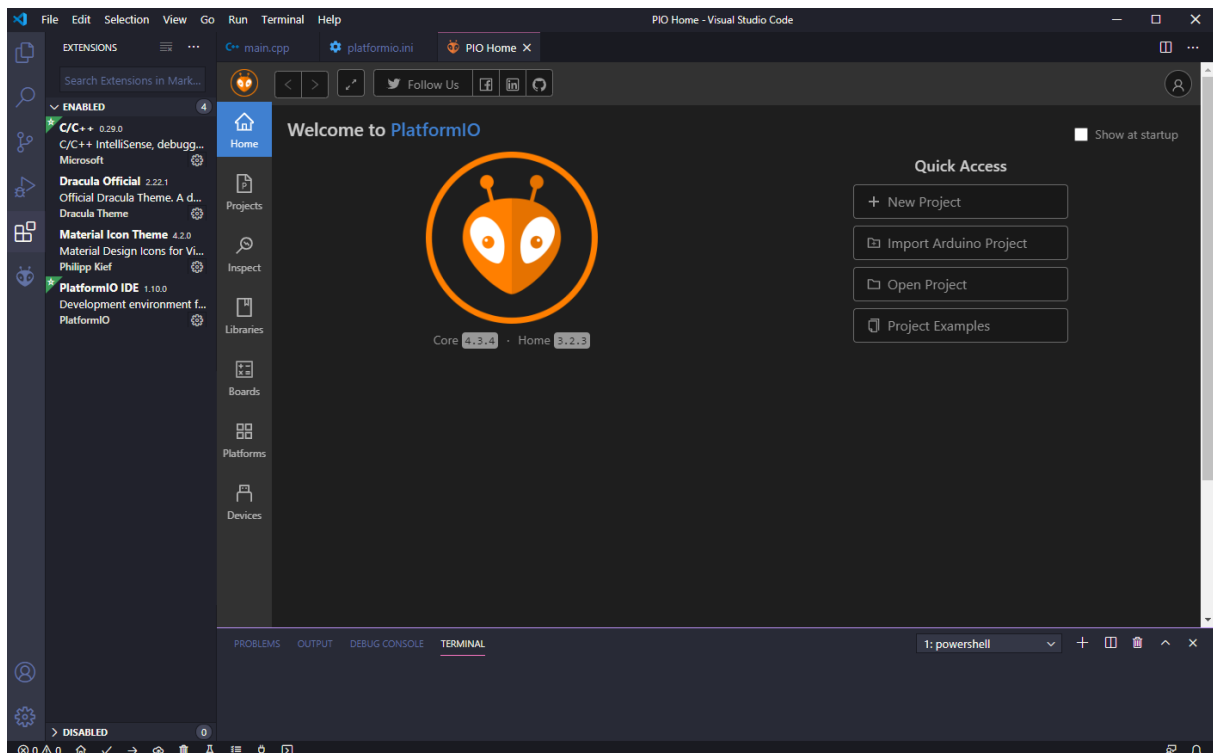 File Edit Selection View Go Run Terminal Help PIO Home - Visual Studio Code
EXTENSIONS
main.cpp platformio.ini PIO Home
Search Extensions in Mark...
Follow Us
ENABLED 4
C/C++ 0.29.0
C/C++ IntelliSense, debugg...
Microsoft
Dracula Official 2.22.1
Official Dracula Theme. A d...
Dracula Theme
Material Icon Theme 4.2.0
Material Design Icons for Vi...
Philipp Kief
PlatformIO IDE 1.10.0
Development environment f...
PlatformIO
DISABLED 0
Home
Projects
Inspect
Libraries
Boards
Platforms
Devices
Welcome to PlatformIO
Show at startup
Core 4.3.4 · Home 3.2.3
Quick Access
+ New Project
Import Arduino Project
Open Project
Project Examples
PROBLEMS OUTPUT DEBUG CONSOLE TERMINAL
1: powershell
0 0